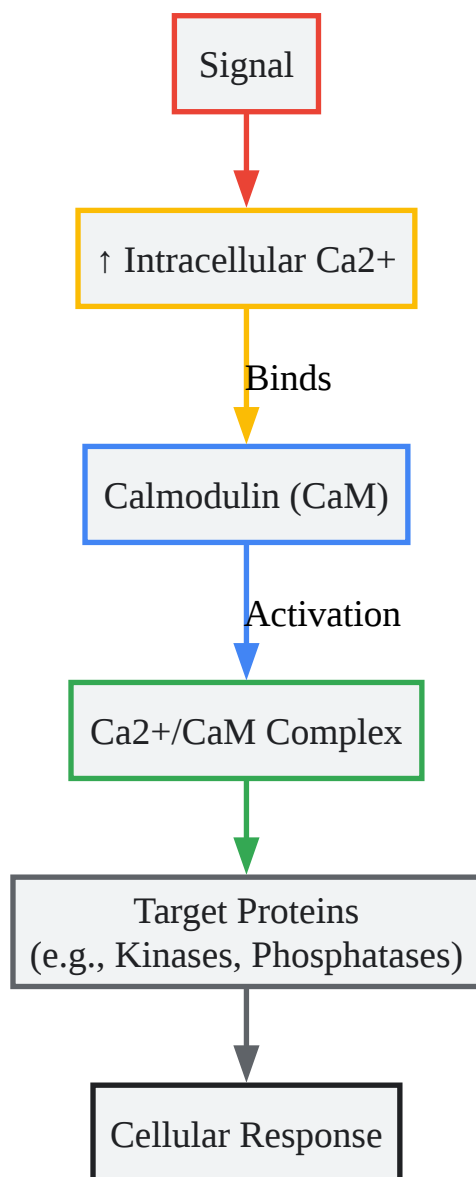 Signal
↑ Intracellular Ca2+
Binds
Calmodulin (CaM)
Activation
Ca2+/CaM Complex
Target Proteins
(e.g., Kinases, Phosphatases)
Cellular Response